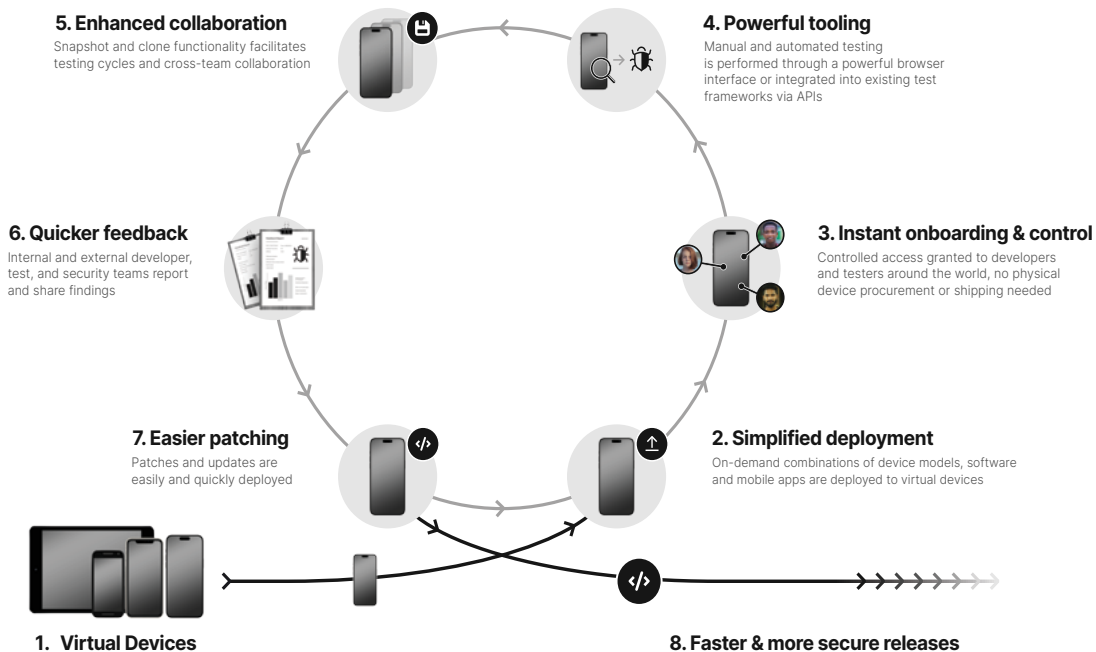 5. Enhanced collaboration
Snapshot and clone functionality facilitates
testing cycles and cross-team collaboration
4. Powerful tooling
Manual and automated testing
is performed through a powerful browser
interface or integrated into existing test
frameworks via APIs
6. Quicker feedback
Internal and external developer,
test, and security teams report
and share findings
3. Instant onboarding & control
Controlled access granted to developers
and testers around the world, no physical
device procurement or shipping needed
7. Easier patching
Patches and updates are
easily and quickly deployed
2. Simplified deployment
On-demand combinations of device models, software
and mobile apps are deployed to virtual devices
1. Virtual Devices
8. Faster & more secure releases